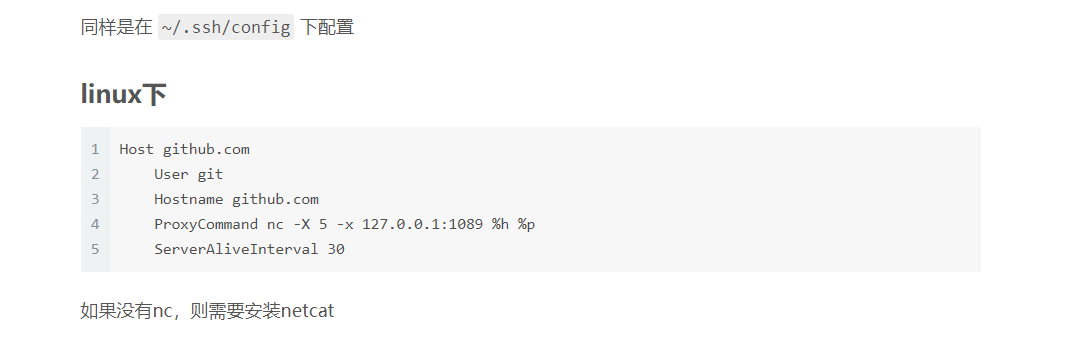 同样是在 ~/.ssh/config 下配置
linux下
1 Host github.com
2     User git
3     Hostname github.com
4     ProxyCommand nc -X 5 -x 127.0.0.1:1089 %h %p
5     ServerAliveInterval 30
如果没有nc，则需要安装netcat